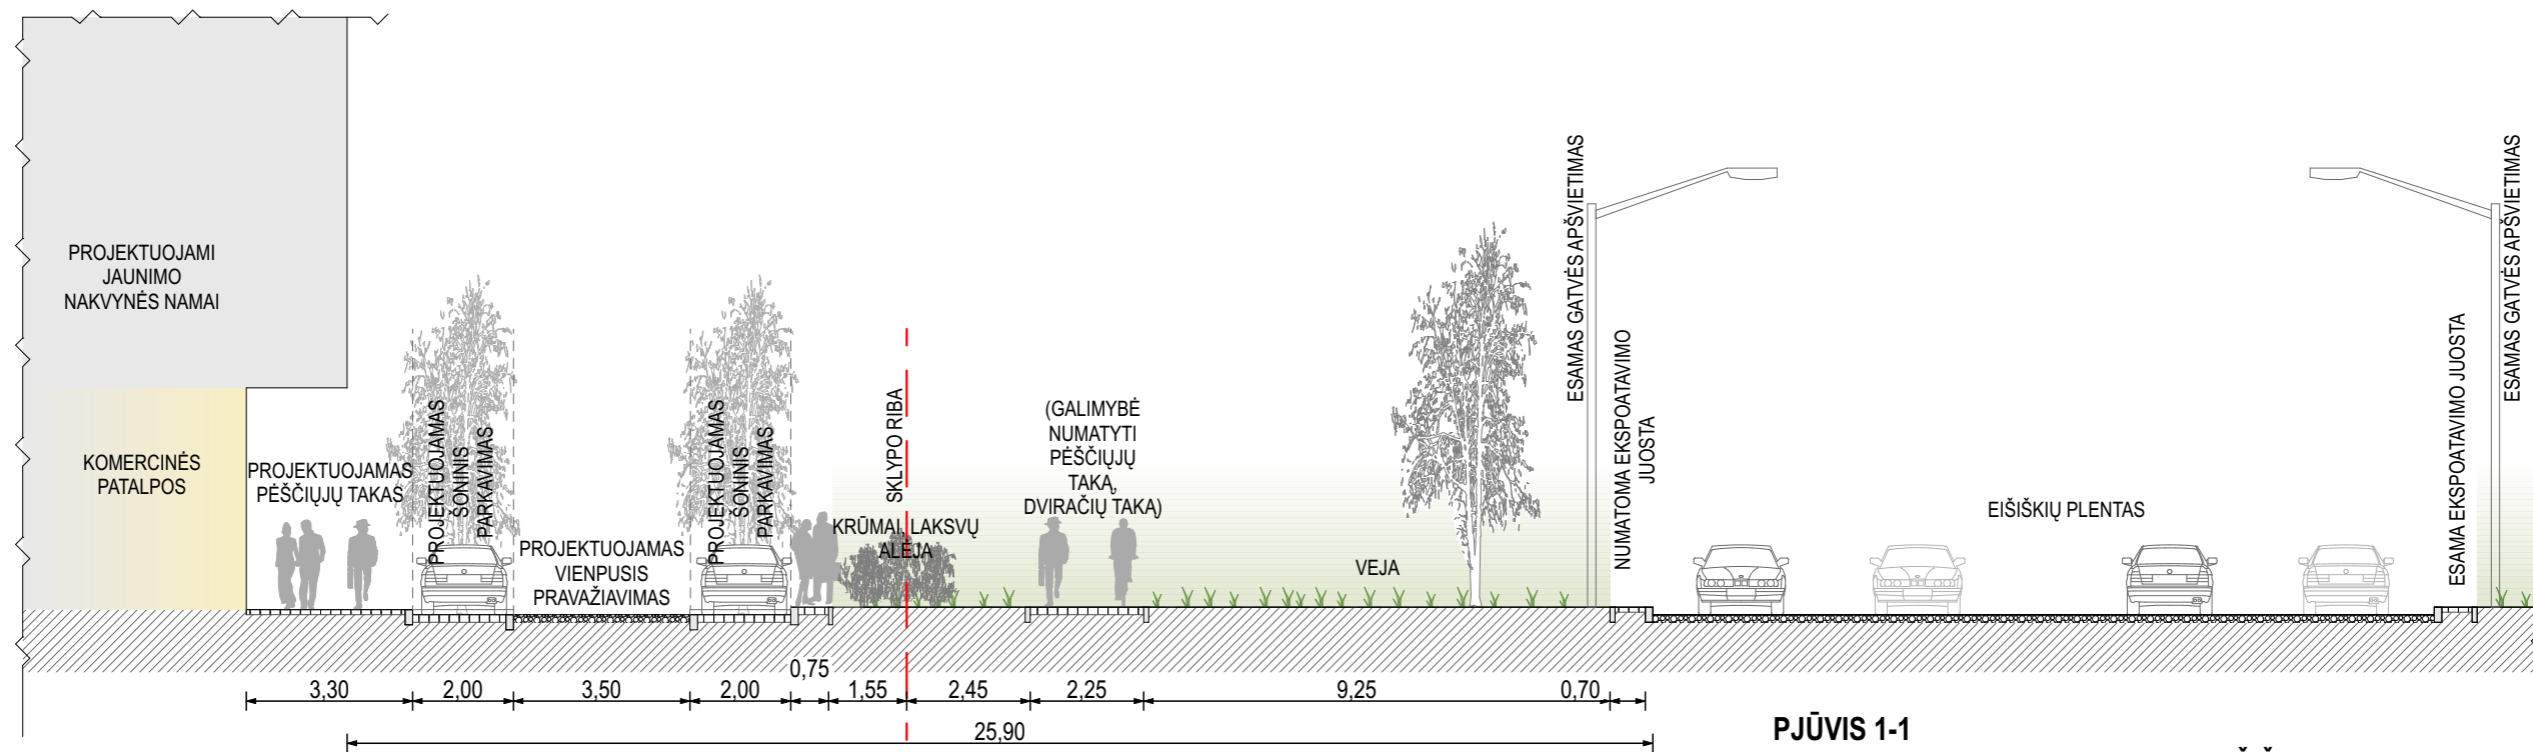 PROJEKTUOJAMI
JAUNIMO
NAKVYNĖS NAMAI
KOMERCINĖS
PATALPOS
PROJEKTUOJAMAS
PĖŠČIŲJŲ TAKAS
PROJEKTUOJAMAS
ŠONINIS
PARKAVIMAS
PROJEKTUOJAMAS
VIENPUSIS
PRAVAŽIAVIMAS
PROJEKTUOJAMAS
ŠONINIS
PARKAVIMAS
SKLYPO RIBA
KRŪMAI, LAKSVŲ
ALĖJA
(GALIMYBĖ
NUMATYTI
PĖŠČIŲJŲ
TAKĄ,
DVIRAČIŲ TAKĄ)
VEJA
ESAMAS GATVĖS APŠVIETIMAS
NUMATOMA EKSPOATAVIMO
JUOSTA
EIŠIŠKIŲ PLENTAS
ESAMA EKSPOATAVIMO JUOSTA
ESAMAS GATVĖS APŠVIETIMAS
3,30
2,00
3,50
2,00
0,75
1,55
2,45
2,25
9,25
0,70
25,90
PJŪVIS 1-1